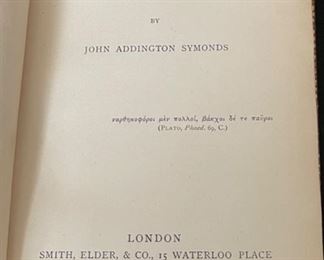 BY
JOHN ADDINGTON SYMONDS
ναρθηκοφόροι μὲν πολλοί, βάκχοι δέ τε παῦροι
(PLATO, Phæd. 69, C.)
LONDON
SMITH, ELDER, & CO., 15 WATERLOO PLACE